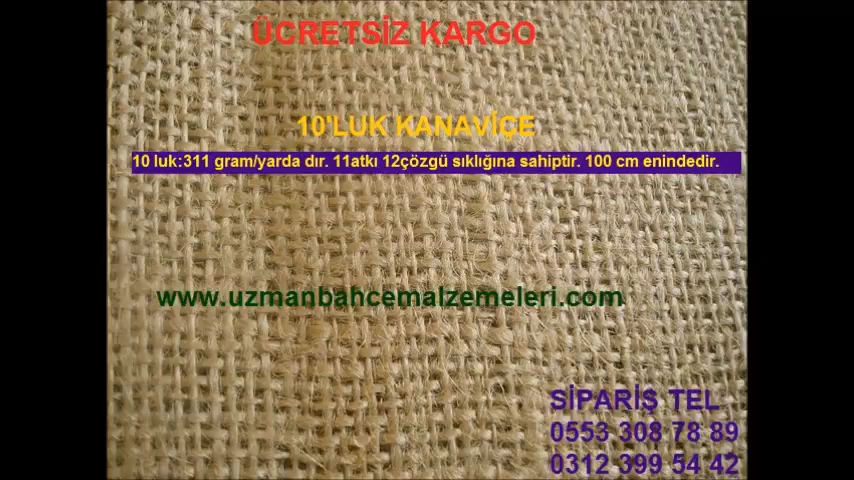 ÜCRETSİZ KARGO
10'LUK KANAVİÇE
10 luk:311 gram/yarda dır. 11atkı 12çözgü sıklığına sahiptir. 100 cm enindedir.
www.uzmanbahcemalzemeleri.com
SİPARİŞ TEL
0553 308 78 89
0312 399 54 42